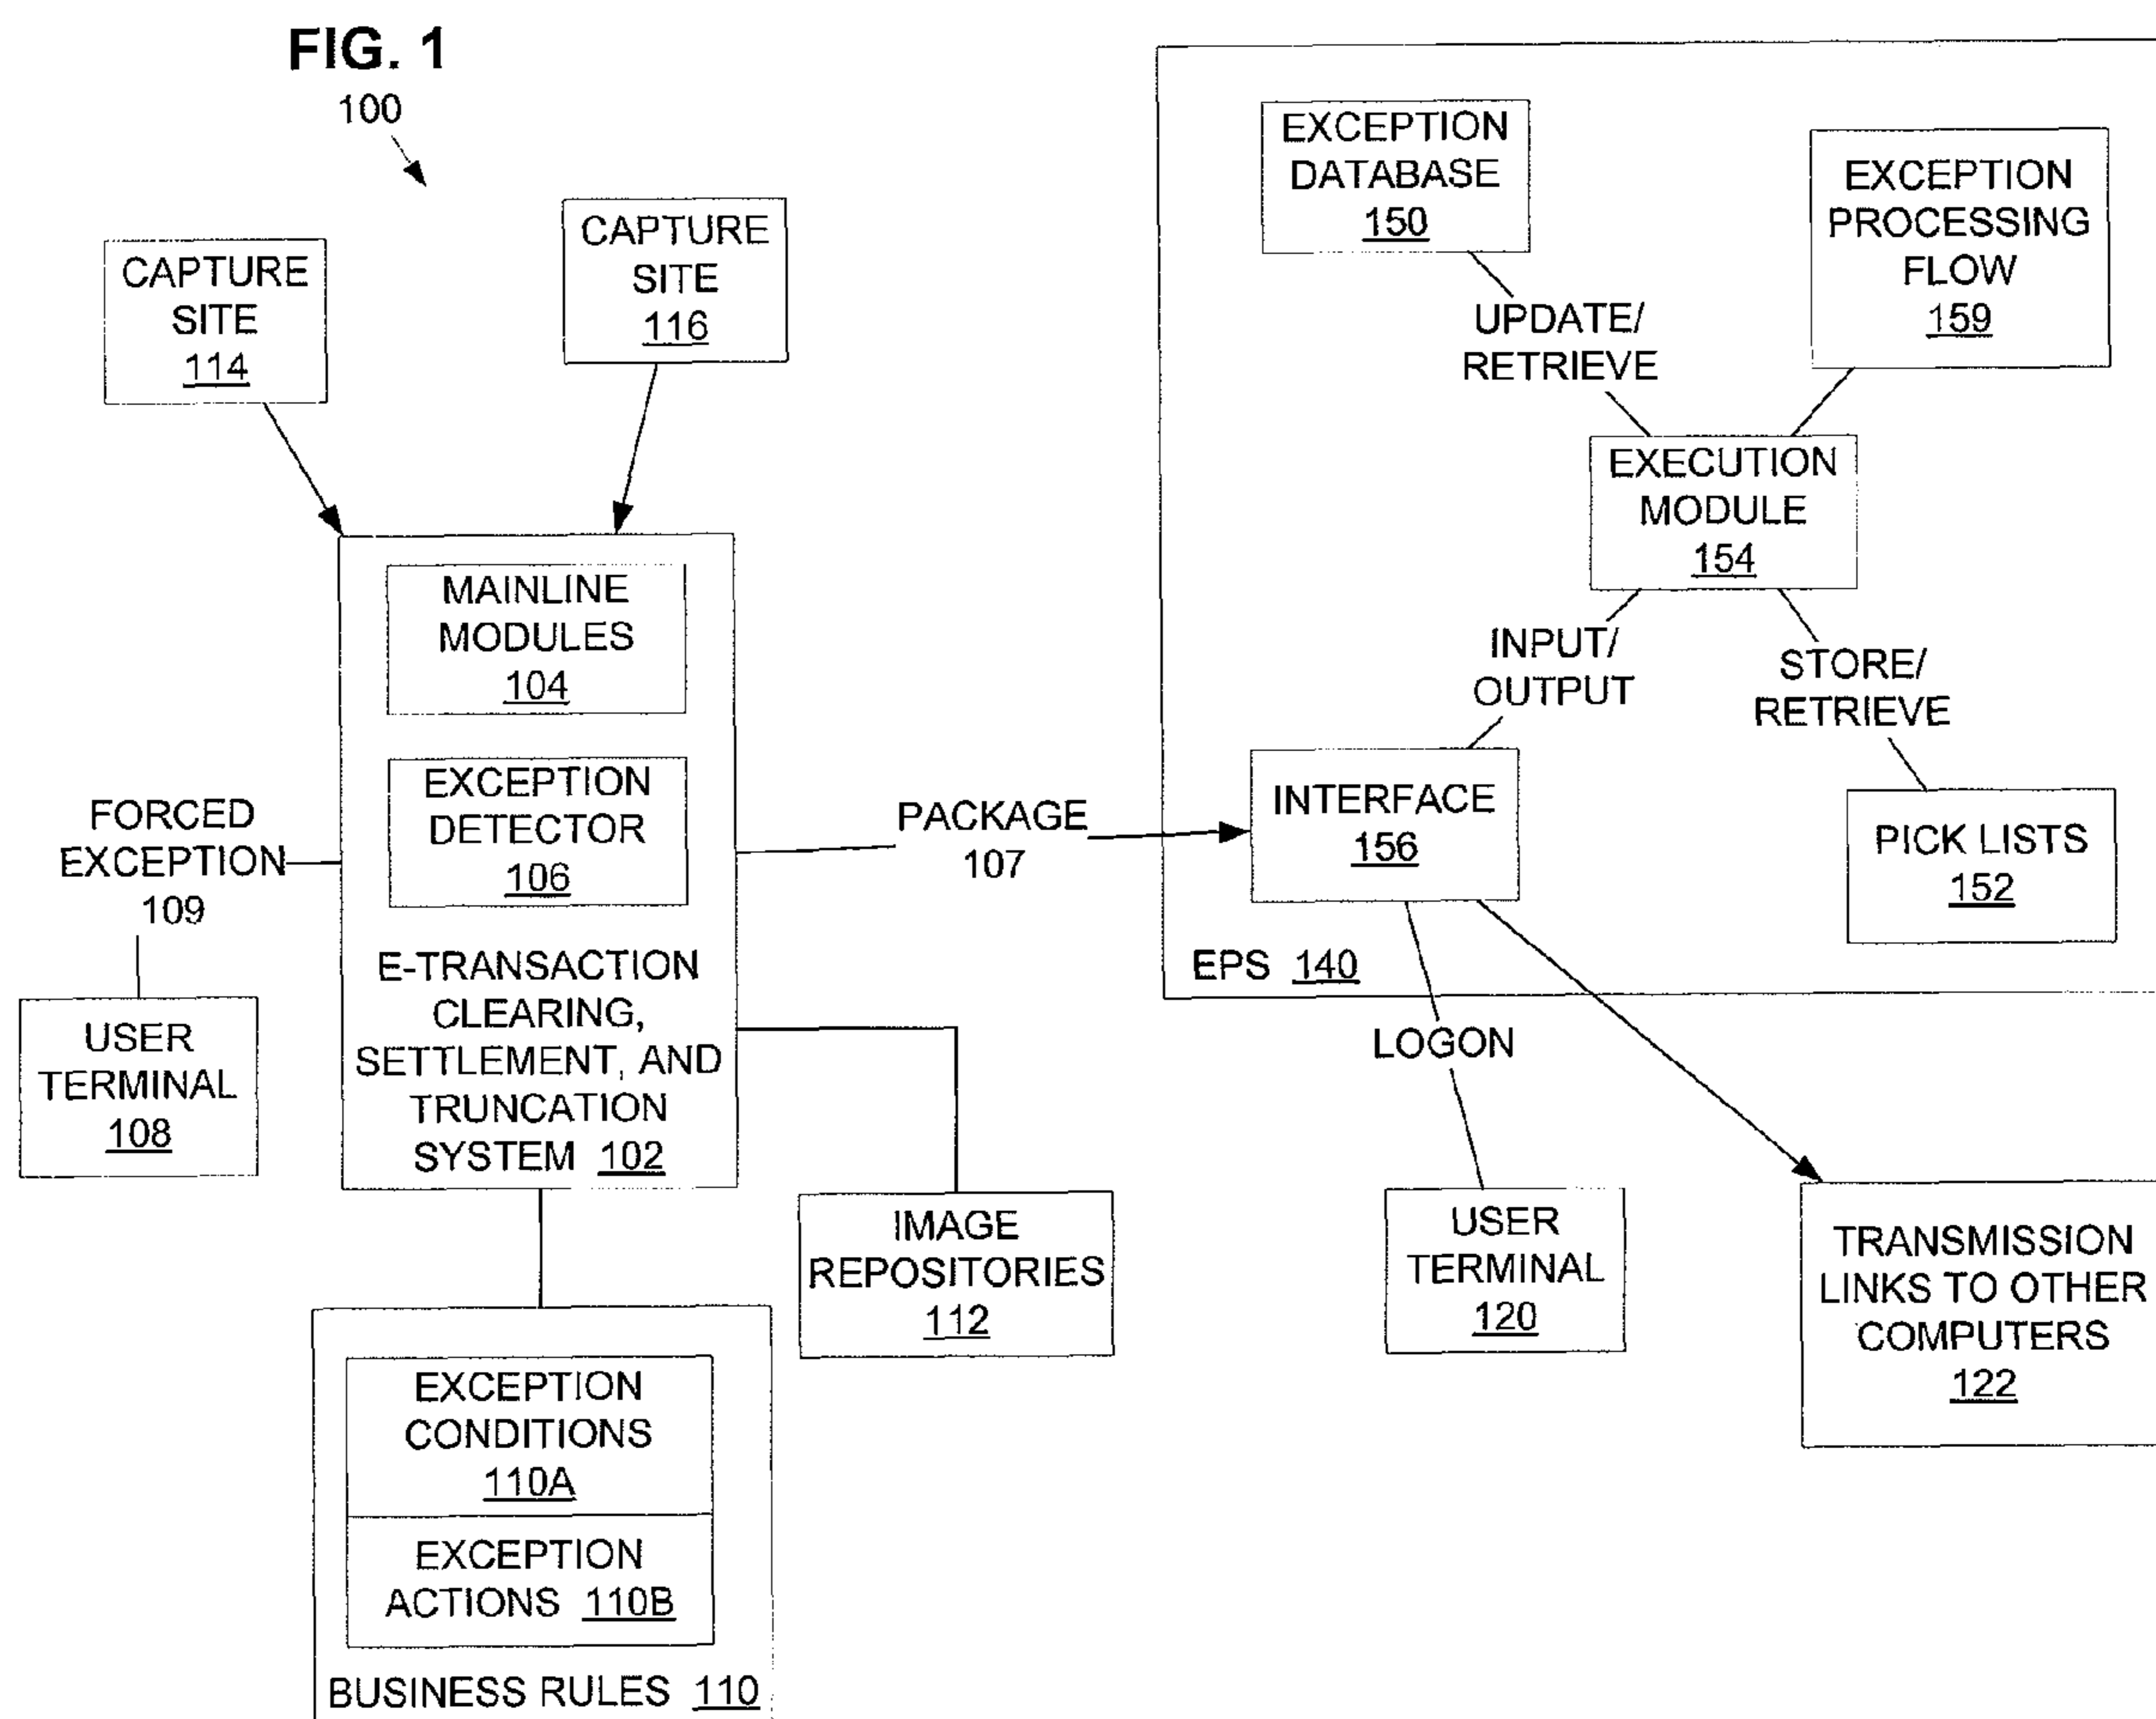 FIG. 1
100
CAPTURE
SITE
114
CAPTURE
SITE
116
MAINLINE
MODULES
104
EXCEPTION
DETECTOR
106
E-TRANSACTION
CLEARING,
SETTLEMENT, AND
TRUNCATION
SYSTEM 102
FORCED
EXCEPTION
109
USER
TERMINAL
108
PACKAGE
107
IMAGE
REPOSITORIES
112
EXCEPTION
CONDITIONS
110A
EXCEPTION
ACTIONS 110B
BUSINESS RULES 110
EXCEPTION
DATABASE
150
EXCEPTION
PROCESSING
FLOW
159
UPDATE/
RETRIEVE
EXECUTION
MODULE
154
INPUT/
OUTPUT
STORE/
RETRIEVE
INTERFACE
156
PICK LISTS
152
EPS 140
LOGON
USER
TERMINAL
120
TRANSMISSION
LINKS TO OTHER
COMPUTERS
122